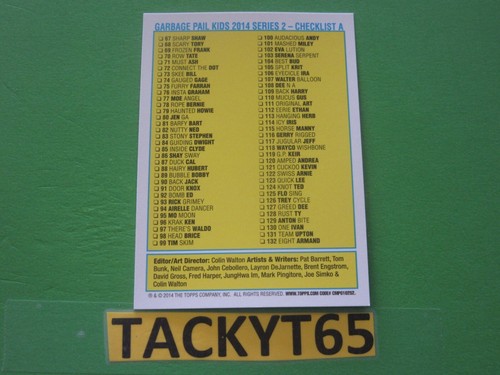 GARBAGE PAIL KIDS 2014 SERIES 2 – CHECKLIST A
❏ 67 SHARP SHAW
❏ 68 SCARY TORY
❏ 69 FROZEN FRANK
❏ 70 ROW TATE
❏ 71 MUST ASH
❏ 72 CONNECT THE DOT
❏ 73 SKEE BILL
❏ 74 GAUGED GAGE
❏ 75 FURRY FARRAH
❏ 76 INSTA GRAHAM
❏ 77 MOE ANGEL
❏ 78 ROPE BERNIE
❏ 79 HAUNTED HOWIE
❏ 80 JEN GA
❏ 81 BARFY BART
❏ 82 NUTTY NED
❏ 83 STONY STEPHEN
❏ 84 GUIDING DWIGHT
❏ 85 INSIDE CLYDE
❏ 86 SHAY SWAY
❏ 87 DUCK CAL
❏ 88 HAIRY HUBERT
❏ 89 BUBBLE BOBBY
❏ 90 BACK JACK
❏ 91 DOOR KNOX
❏ 92 BOMB ED
❏ 93 RICK GRIMEY
❏ 94 AIRELLE DANCER
❏ 95 MO MOON
❏ 96 KRAK KEN
❏ 97 THERE'S WALDO
❏ 98 HEAD BRICE
❏ 99 TIM SKIM
❏ 100 AUDACIOUS ANDY
❏ 101 MASHED MILEY
❏ 102 EVA LUTION
❏ 103 SERENA SERPENT
❏ 104 BEST BUD
❏ 105 SPLIT KRIT
❏ 106 EYECICLE IRA
❏ 107 WALTER BALLOON
❏ 108 DEE N A
❏ 109 BACK HARRY
❏ 110 MUCUS GUS
❏ 111 ORIGINAL ART
❏ 112 EERIE ETHAN
❏ 113 HANGING HERB
❏ 114 ICY IRIS
❏ 115 HORSE MANNY
❏ 116 GERRY RIGGED
❏ 117 JUGULAR JEFF
❏ 118 WAYCO WISHBONE
❏ 119 G.P. KEIR
❏ 120 AMPED ANDREA
❏ 121 CUCKOO KEVIN
❏ 122 SWISS ARNIE
❏ 123 QUICK LEE
❏ 124 KNOT TED
❏ 125 FLO SING
❏ 126 TREY CYCLE
❏ 127 GREED DEE
❏ 128 RUST TY
❏ 129 ANTON BITE
❏ 130 ONE IVAN
❏ 131 TEAM UPTON
❏ 132 EIGHT ARMAND
Editor/Art Director: Colin Walton Artists & Writers: Pat Barrett, Tom
Bunk, Neil Camera, John Cebollero, Layron DeJarnette, Brent Engstrom,
David Gross, Fred Harper, JungHwa Im, Mark Pingitore, Joe Simko &
Colin Walton
® & © 2014 THE TOPPS COMPANY, INC. ALL RIGHTS RESERVED. WWW.TOPPS.COM
TACKYT65